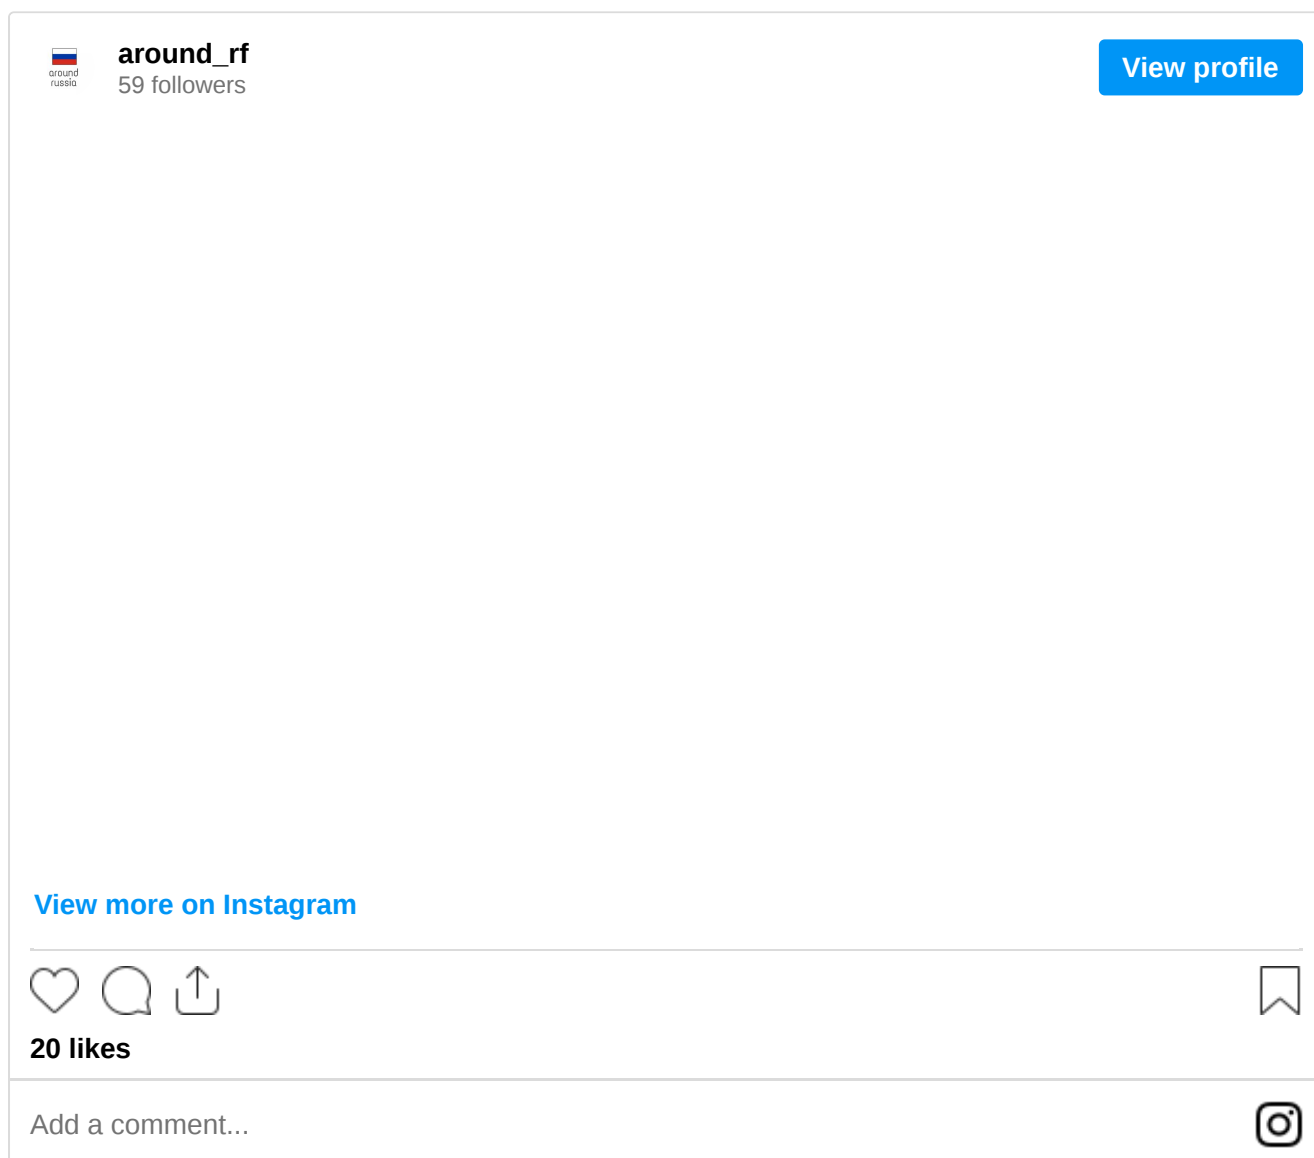 around_rf
59 followers
around
russia
View profile
View more on Instagram
20 likes
Add a comment...